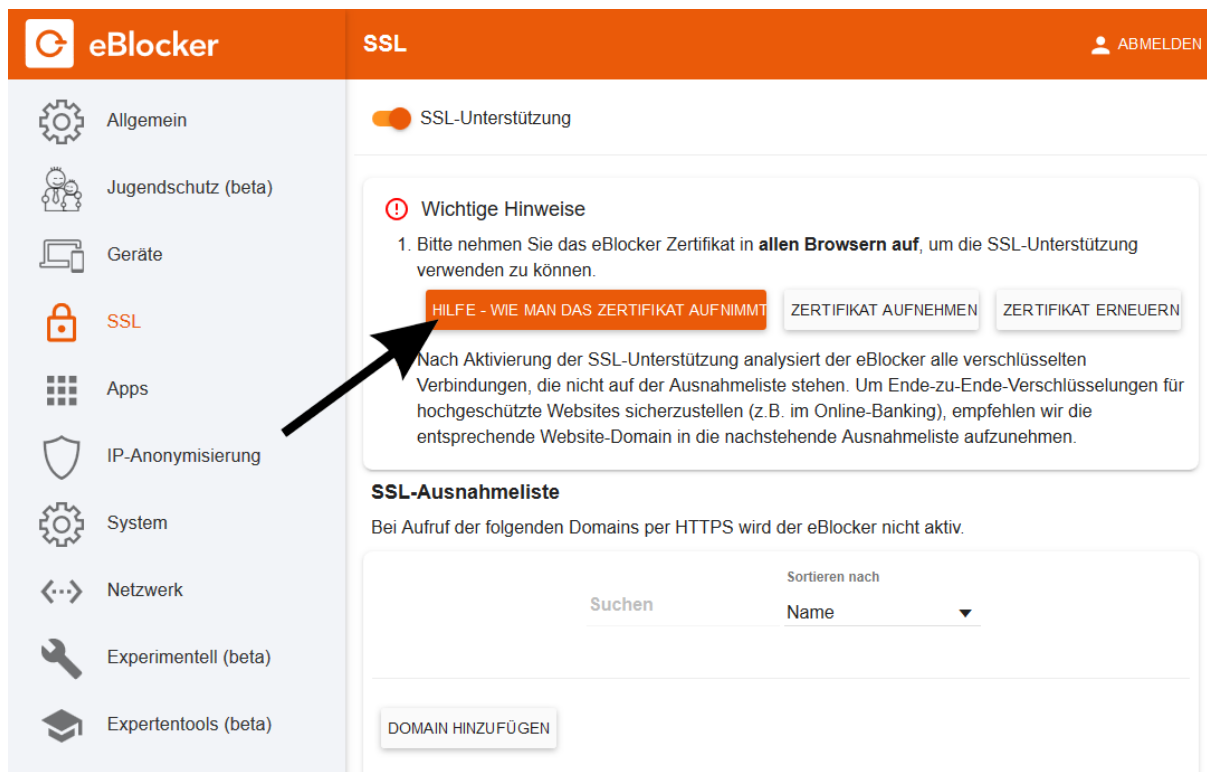 eBlocker
SSL
ABMELDEN
Allgemein
Jugendschutz (beta)
Geräte
SSL
Apps
IP-Anonymisierung
System
Netzwerk
Experimentell (beta)
Expertentools (beta)
SSL-Unterstützung
Wichtige Hinweise
1. Bitte nehmen Sie das eBlocker Zertifikat in allen Browsern auf, um die SSL-Unterstützung
verwenden zu können.
HILFE - WIE MAN DAS ZERTIFIKAT AUFNIMMT
ZERTIFIKAT AUFNEHMEN
ZERTIFIKAT ERNEUERN
Nach Aktivierung der SSL-Unterstützung analysiert der eBlocker alle verschlüsselten
Verbindungen, die nicht auf der Ausnahmeliste stehen. Um Ende-zu-Ende-Verschlüsselungen für
hochgeschützte Websites sicherzustellen (z.B. im Online-Banking), empfehlen wir die
entsprechende Website-Domain in die nachstehende Ausnahmeliste aufzunehmen.
SSL-Ausnahmeliste
Bei Aufruf der folgenden Domains per HTTPS wird der eBlocker nicht aktiv.
Suchen
Sortieren nach
Name
DOMAIN HINZUFÜGEN